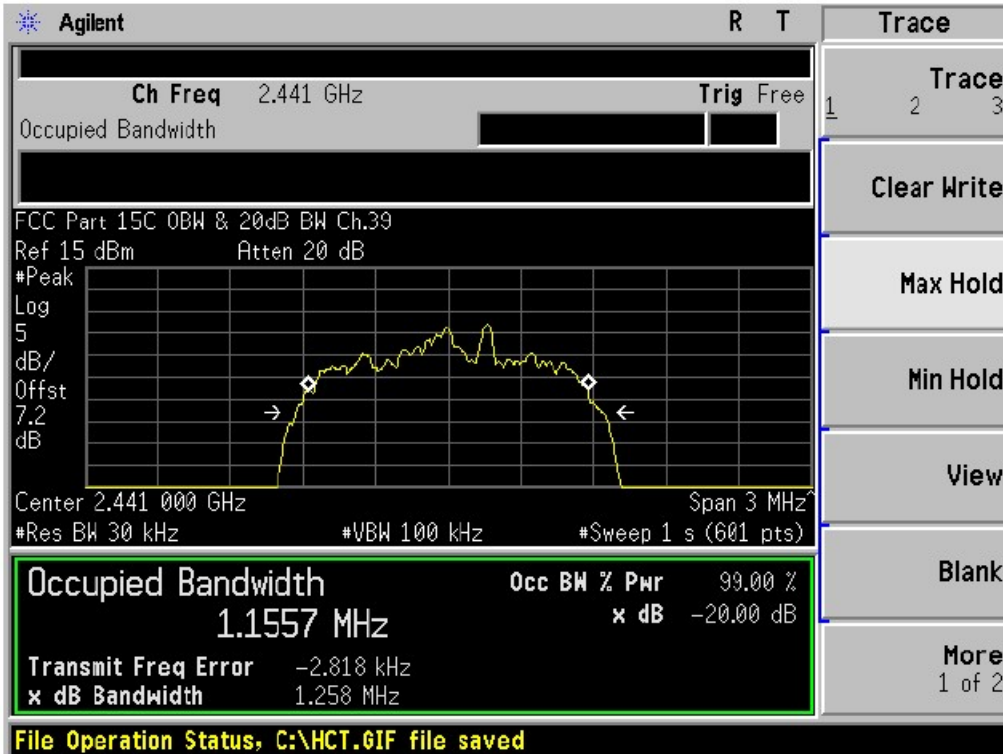 Agilent
R T
Trace
Ch Freq 2.441 GHz
Trig Free
Occupied Bandwidth
Trace
1 2 3
Clear Write
FCC Part 15C OBW & 20dB BW Ch.39
Ref 15 dBm Atten 20 dB
#Peak
Log
5
dB/
Offst
7.2
dB
Max Hold
Min Hold
View
Center 2.441 000 GHz
Span 3 MHz^
#Res BW 30 kHz #VBW 100 kHz #Sweep 1 s (601 pts)
Occupied Bandwidth
1.1557 MHz
Occ BW % Pwr 99.00 %
x dB -20.00 dB
Transmit Freq Error -2.818 kHz
x dB Bandwidth 1.258 MHz
Blank
More
1 of 2
File Operation Status, C:\HCT.GIF file saved